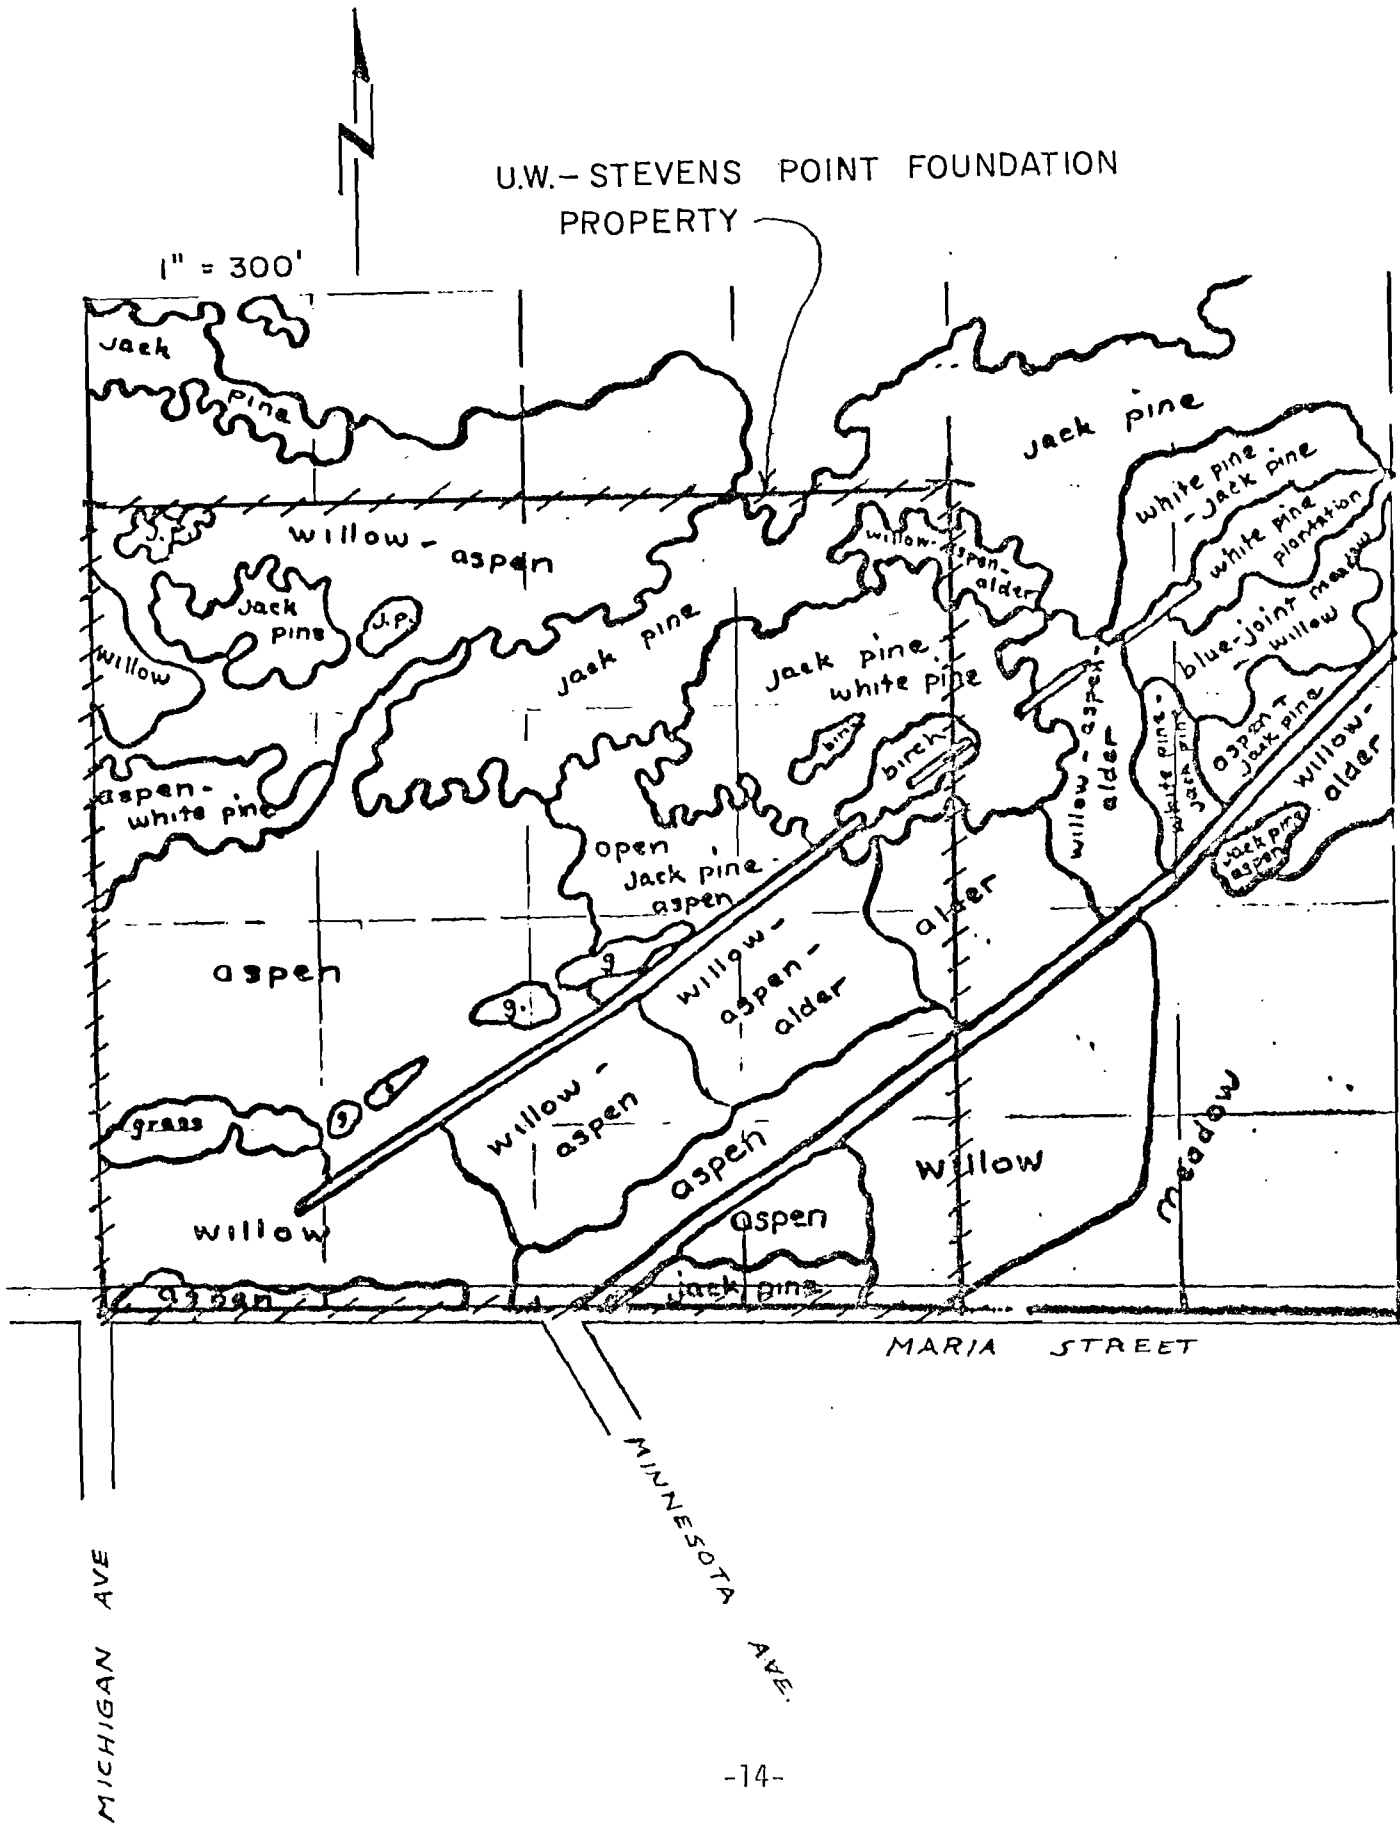 N
U.W.- STEVENS POINT FOUNDATION
PROPERTY
1" = 300'
Jack
pine
jack pine
white pine
- Jack pine
white pine
plantation
J.P.
willow -
aspen
willow-aspen-
alder
Jack
pine
J.P.
willow
jack pine
jack pine
white pine
blue-joint meadow
- willow
willow - aspen -
alder
white pine -
jack pine
aspen -
jack pine
willow -
alder
birch
birch
aspen -
white pine
open
Jack pine -
aspen
jack pine
aspen
alder
aspen
g.
g.
willow -
aspen -
alder
willow -
aspen
g
g
grass
aspen
willow
meadow
willow
aspen
aspen
jack pine
MARIA STREET
MINNESOTA AVE.
MICHIGAN AVE
-14-